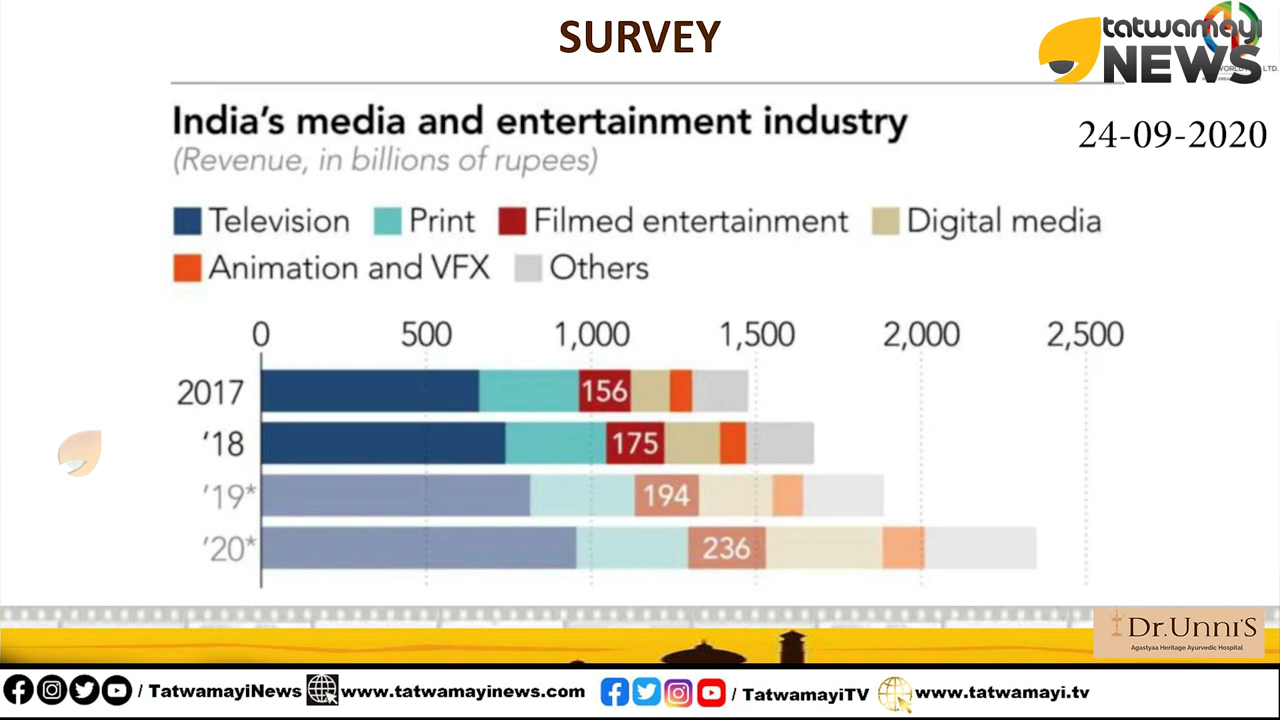 SURVEY
tatwamayi
NEWS
LTD.
24-09-2020
India's media and entertainment industry
(Revenue, in billions of rupees)
Television Print Filmed entertainment Digital media
Animation and VFX Others
0 500 1,000 1,500 2,000 2,500
2017 156
'18 175
'19* 194
'20* 236
Dr.Unni'S
Agastyaa Heritage Ayurvedic Hospital
/ TatwamayiNews www.tatwamayinews.com / TatwamayiTV www.tatwamayi.tv